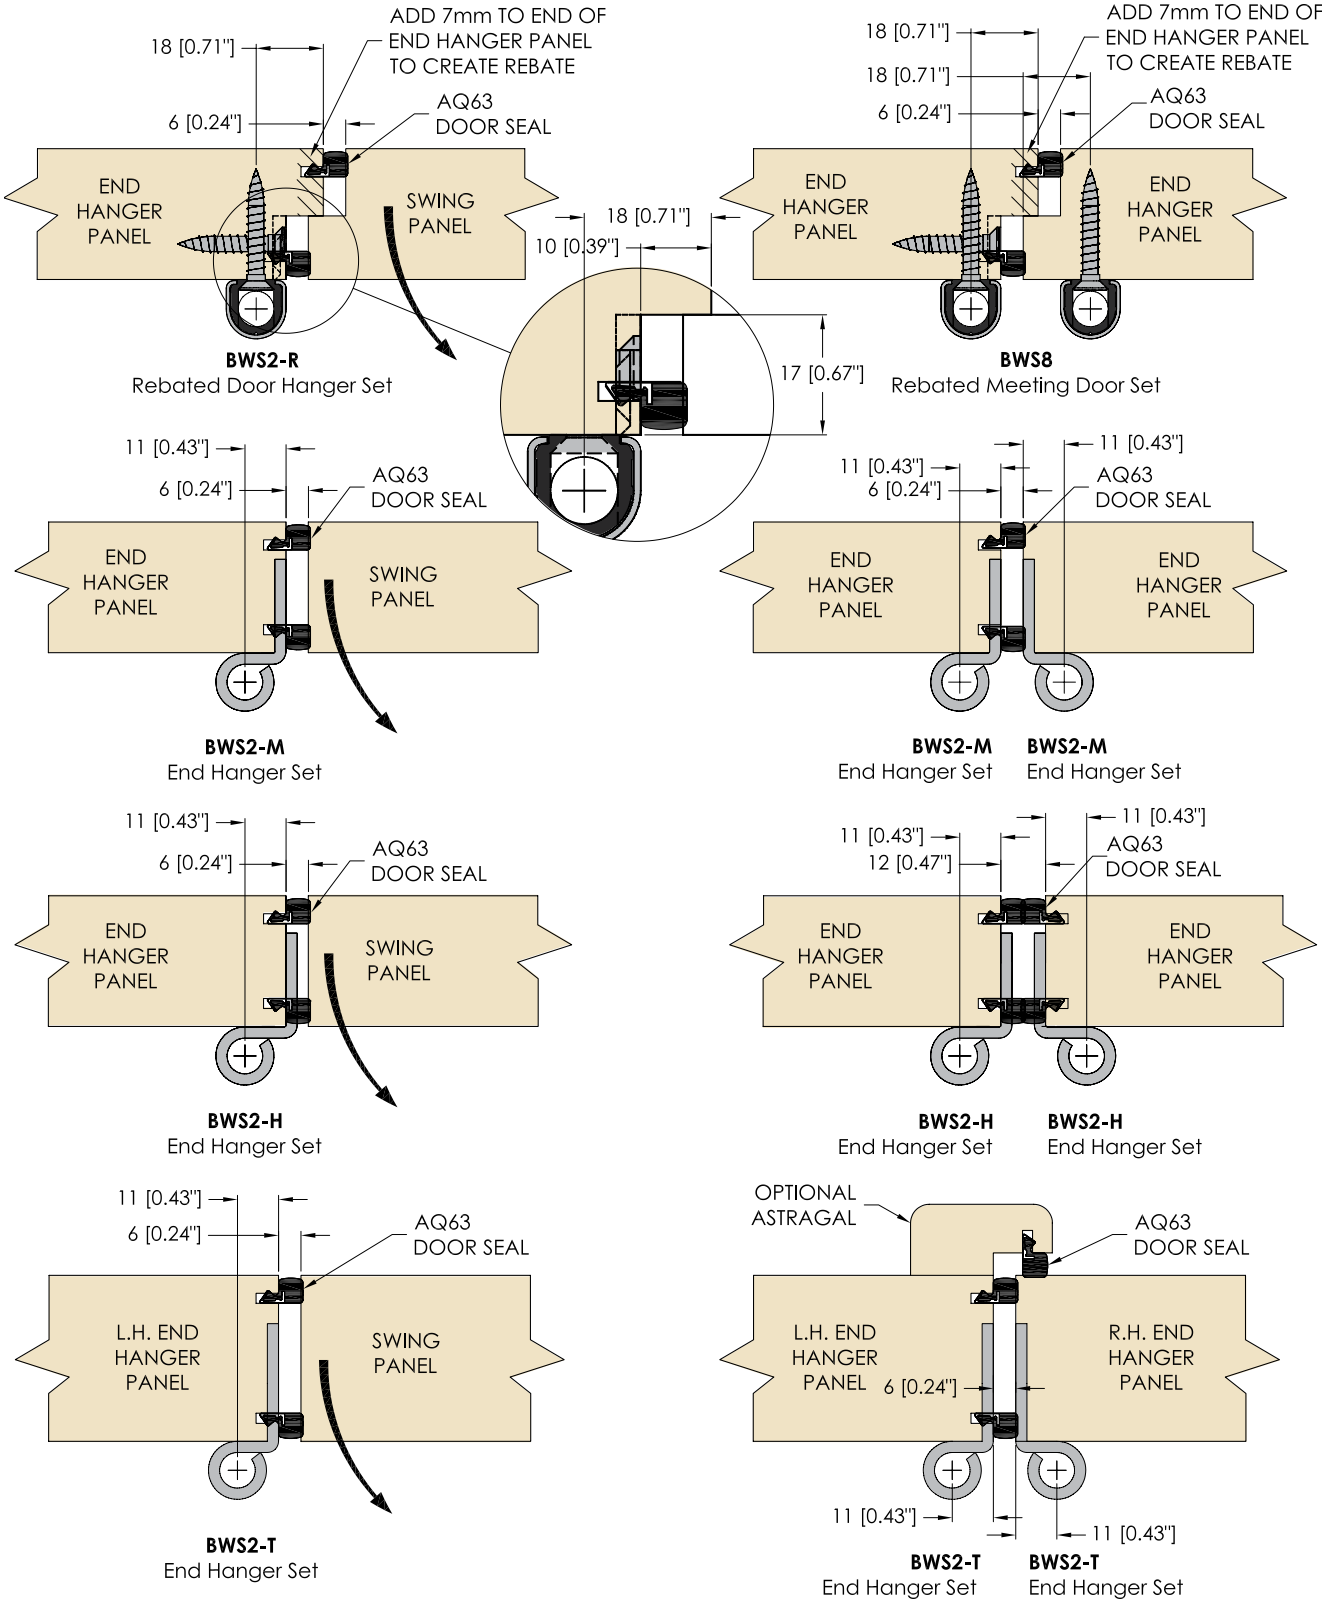 ADD 7mm TO END OF
END HANGER PANEL
TO CREATE REBATE
18 [0.71"]
AQ63
DOOR SEAL
6 [0.24"]
END
HANGER
PANEL
SWING
PANEL
BWS2-R
Rebated Door Hanger Set
18 [0.71"]
10 [0.39"]
17 [0.67"]
ADD 7mm TO END OF
END HANGER PANEL
TO CREATE REBATE
18 [0.71"]
18 [0.71"]
AQ63
DOOR SEAL
6 [0.24"]
END
HANGER
PANEL
END
HANGER
PANEL
BWS8
Rebated Meeting Door Set
11 [0.43"]
6 [0.24"]
AQ63
DOOR SEAL
END
HANGER
PANEL
SWING
PANEL
BWS2-M
End Hanger Set
11 [0.43"]
11 [0.43"]
6 [0.24"]
AQ63
DOOR SEAL
END
HANGER
PANEL
END
HANGER
PANEL
BWS2-M
End Hanger Set
BWS2-M
End Hanger Set
11 [0.43"]
6 [0.24"]
AQ63
DOOR SEAL
END
HANGER
PANEL
SWING
PANEL
BWS2-H
End Hanger Set
11 [0.43"]
11 [0.43"]
12 [0.47"]
AQ63
DOOR SEAL
END
HANGER
PANEL
END
HANGER
PANEL
BWS2-H
End Hanger Set
BWS2-H
End Hanger Set
11 [0.43"]
6 [0.24"]
AQ63
DOOR SEAL
L.H. END
HANGER
PANEL
SWING
PANEL
BWS2-T
End Hanger Set
OPTIONAL
ASTRAGAL
AQ63
DOOR SEAL
L.H. END
HANGER
PANEL
6 [0.24"]
R.H. END
HANGER
PANEL
11 [0.43"]
11 [0.43"]
BWS2-T
End Hanger Set
BWS2-T
End Hanger Set